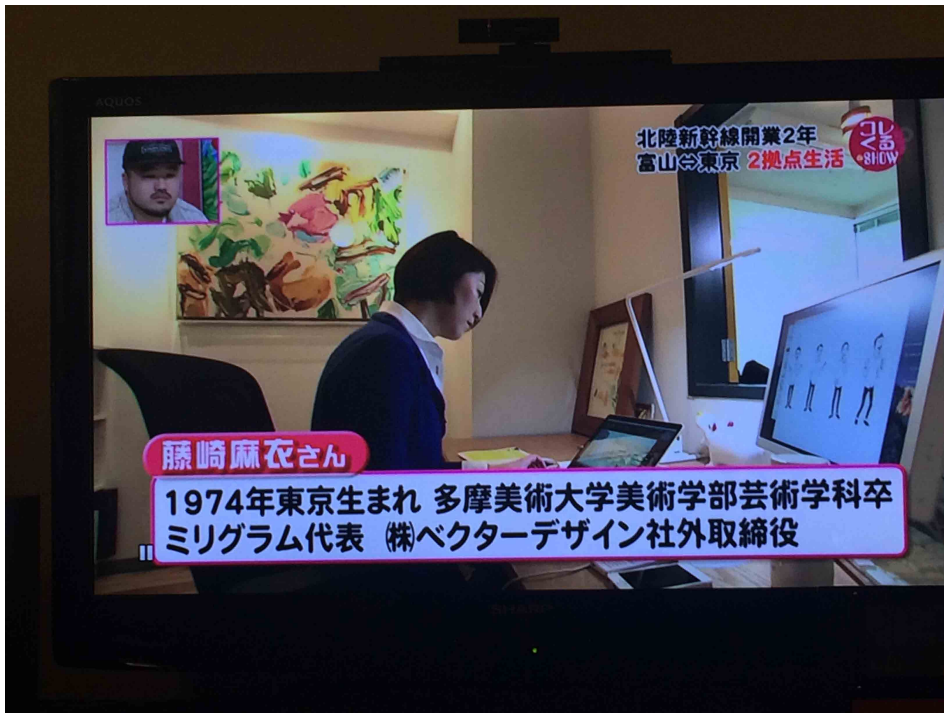 AQUOS
北陸新幹線開業2年
富山⇔東京 2拠点生活
コレ
くる
SHOW
藤崎麻衣さん
1974年東京生まれ 多摩美術大学美術学部芸術学科卒
ミリグラム代表 ㈱ベクターデザイン社外取締役
SHARP